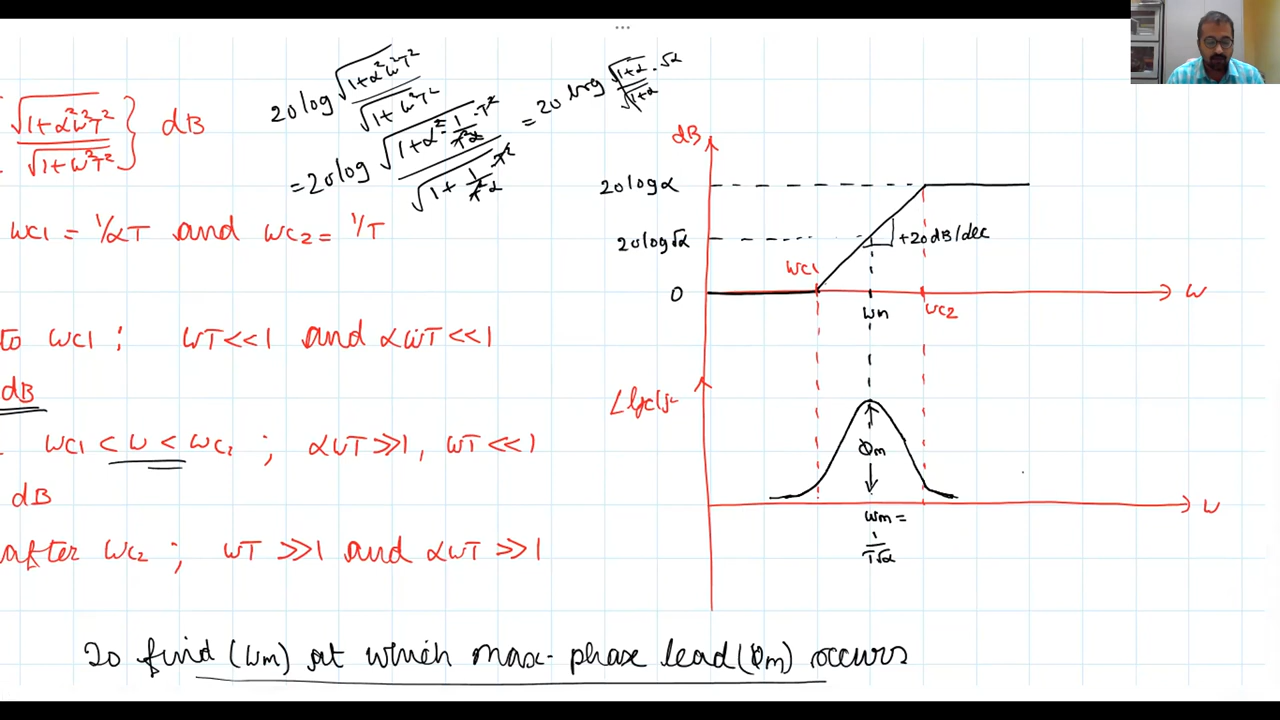 20 log √1+α²ω²T² / √1+ω²T²
= 20 log √1+α²·1/T²α·T² / √1+1/T²α·T² = 20 log √1+α·√α / √1+α
√1+α²ω²T² / √1+ω²T² } dB
ωc1 = 1/αT and ωc2 = 1/T
to ωc1 : ωT<<1 and αωT<<1
dB
ωc1 < ω < ωc2 ; αωT>>1, ωT<<1
dB
after ωc2 ; ωT >>1 and αωT >>1
dB
20 log α
20 log √α
+20 dB/dec
ωc1
0
ωm
ωc2
ω
φm
ω
ωm =
1/T√α
To find (ωm) at which max- phase lead (φm) occurs